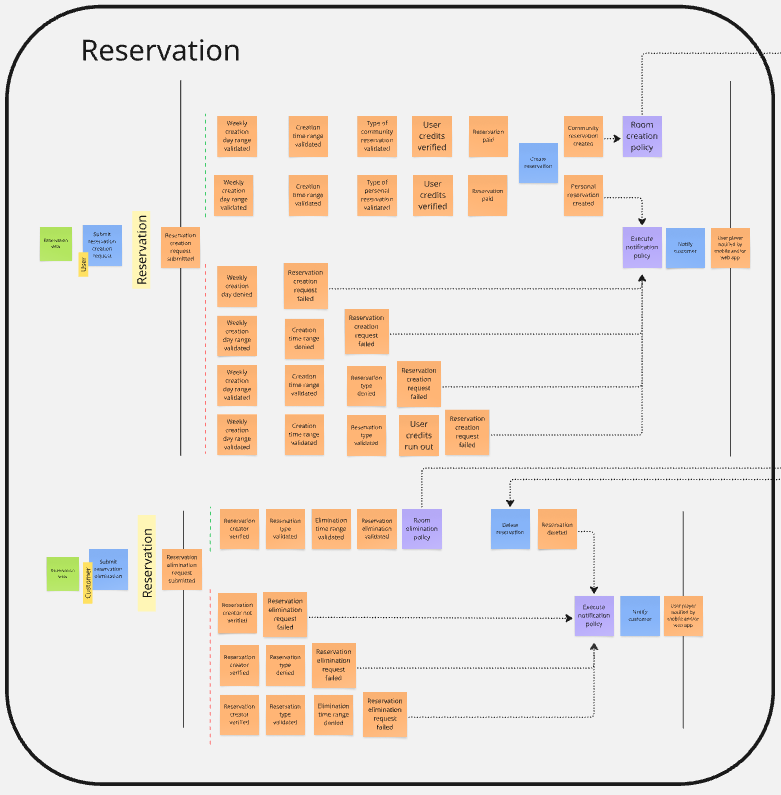 Reservation
Weekly
creation
day range
validated
Creation
time range
validated
Type of
community
reservation
validated
User
credits
verified
Reservation
paid
Create
reservation
Community
reservation
creates
Room
creation
policy
Weekly
creation
day range
validated
Creation
time range
validated
Type of
personal
reservation
validated
User
credits
verified
Reservation
paid
Personal
reservation
created
Reservation
Submit
reservation
creation
request
User
Reservation
Reservation
creation
request
submitted
Execute
notification
policy
Notify
customer
User player
notified by
mobile and/or
web app
Weekly
creation
day denied
Reservation
creation
request
failed
Weekly
creation
day range
validated
Creation
time range
denied
Reservation
creation
request
failed
Weekly
creation
day range
validated
Creation
time range
validated
Reservation
type
denied
Reservation
creation
request
failed
Weekly
creation
day range
validated
Creation
time range
validated
Reservation
type
validated
User
credits
run out
Reservation
creation
request
failed
Reservation
creator
verified
Reservation
type
validated
Elimination
time range
validated
Reservation
elimination
validated
Room
elimination
policy
Reservation
Reservation
deleted
Reservation
Submit
reservation
elimination
Customer
Reservation
Reservation
elimination
request
submitted
Reservation
creator not
verified
Reservation
elimination
request
failed
Execute
notification
policy
Notify
customer
User player
notified by
mobile and/or
web app
Reservation
creator
verified
Reservation
type
denied
Reservation
elimination
request
failed
Reservation
creator
verified
Reservation
type
validated
Elimination
time range
denied
Reservation
elimination
request
failed